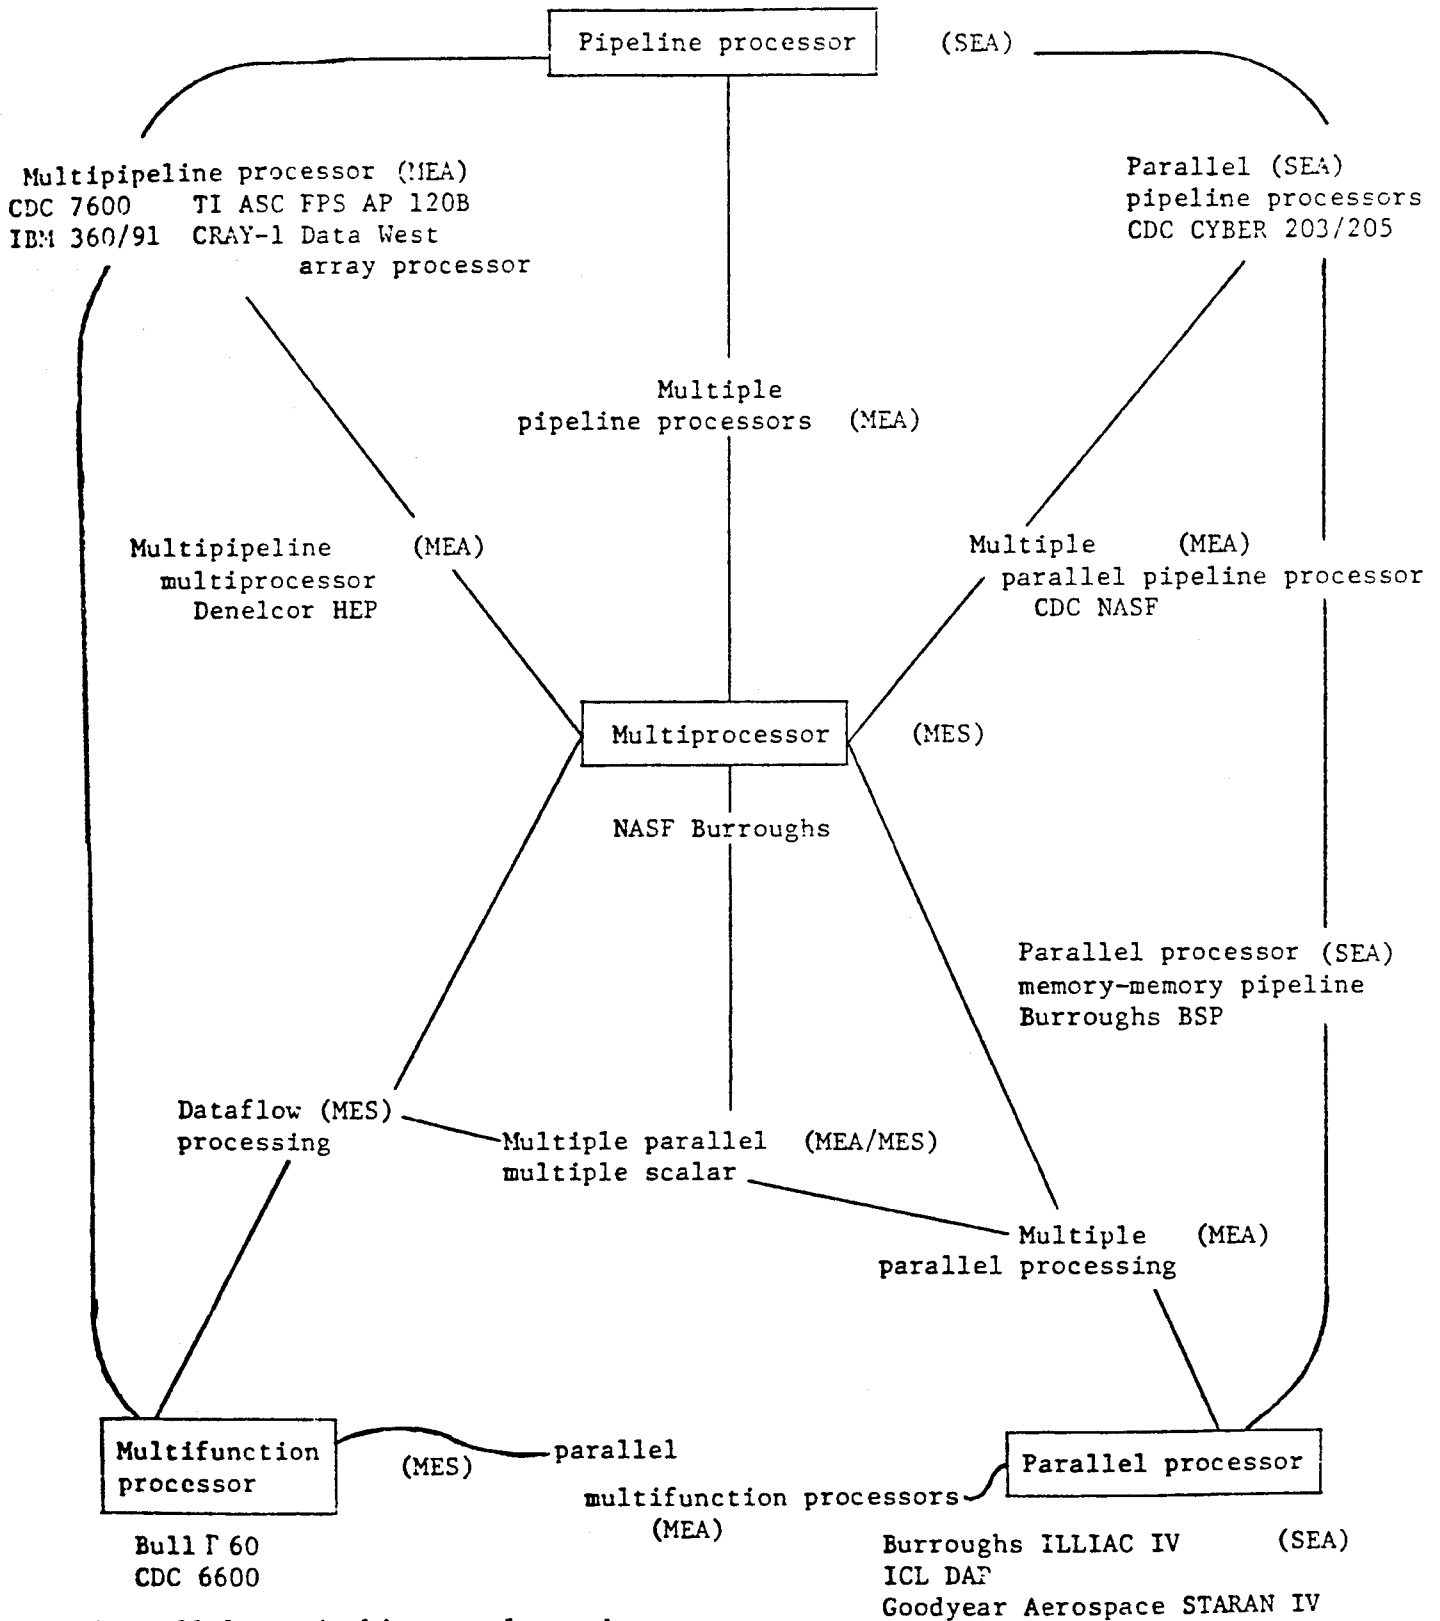 Pipeline processor (SEA)
Multipipeline processor (MEA)
CDC 7600 TI ASC FPS AP 120B
IBM 360/91 CRAY-1 Data West
array processor
Parallel (SEA)
pipeline processors
CDC CYBER 203/205
Multiple
pipeline processors (MEA)
Multipipeline (MEA)
multiprocessor
Denelcor HEP
Multiple (MEA)
parallel pipeline processor
CDC NASF
Multiprocessor (MES)
NASF Burroughs
Parallel processor (SEA)
memory-memory pipeline
Burroughs BSP
Dataflow (MES)
processing
Multiple parallel (MEA/MES)
multiple scalar
Multiple (MEA)
parallel processing
Multifunction
processor
(MES)
parallel
multifunction processors
(MEA)
Parallel processor
Bull Γ 60
CDC 6600
Burroughs ILLIAC IV (SEA)
ICL DAP
Goodyear Aerospace STARAN IV